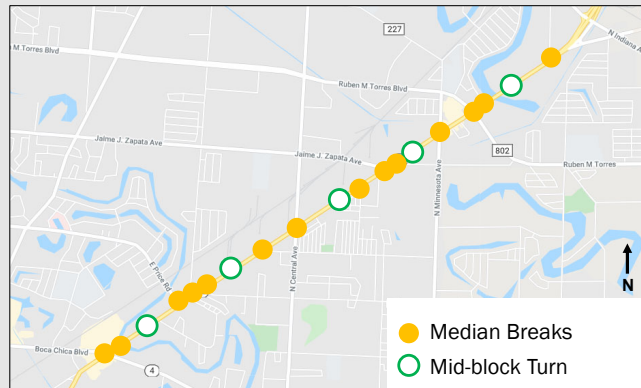 N Indiana Av
227
n M.Torres Blvd
Ruben M Torres Blvd
Jaime J. Zapata Ave
Jaime J. Zapata Ave
802
Ruben M Torres
N Minnesota Ave
N Central Ave
E Price Rd
N
Boca Chica Blvd
4
Median Breaks
Mid-block Turn